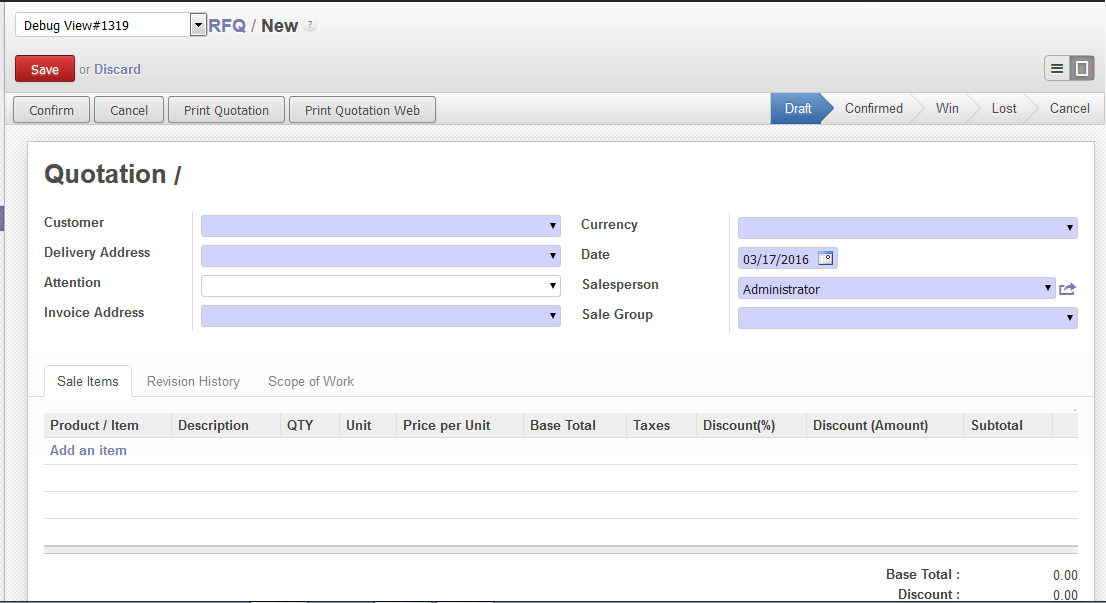 Debug View#1319 RFQ / New ?
Save or Discard
Confirm Cancel Print Quotation Print Quotation Web Draft Confirmed Win Lost Cancel
Quotation /
Customer
Delivery Address
Attention
Invoice Address
Currency
Date 03/17/2016
Salesperson Administrator
Sale Group
Sale Items Revision History Scope of Work
Product / Item Description QTY Unit Price per Unit Base Total Taxes Discount(%) Discount (Amount) Subtotal
Add an item
Base Total : 0.00
Discount : 0.00